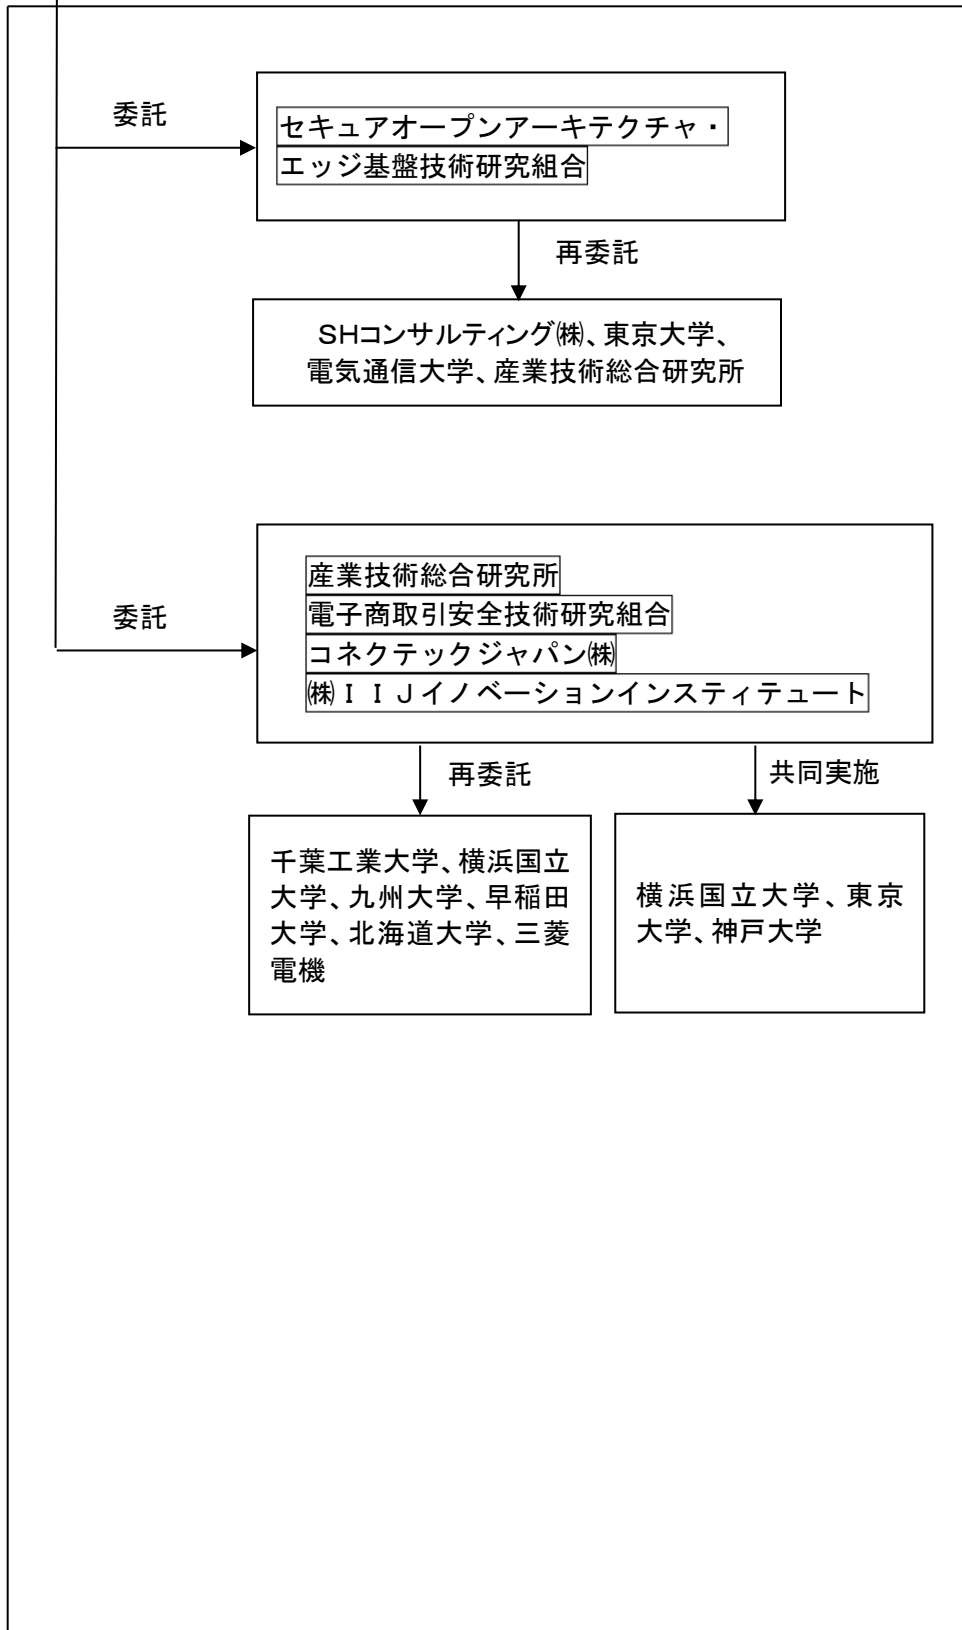 委託
セキュアオープンアーキテクチャ・
エッジ基盤技術研究組合
再委託
SHコンサルティング㈱、東京大学、
電気通信大学、産業技術総合研究所
委託
産業技術総合研究所
電子商取引安全技術研究組合
コネクテックジャパン㈱
㈱ＩＩＪイノベーションインスティテュート
再委託
共同実施
千葉工業大学、横浜国立
大学、九州大学、早稲田
大学、北海道大学、三菱
電機
横浜国立大学、東京
大学、神戸大学